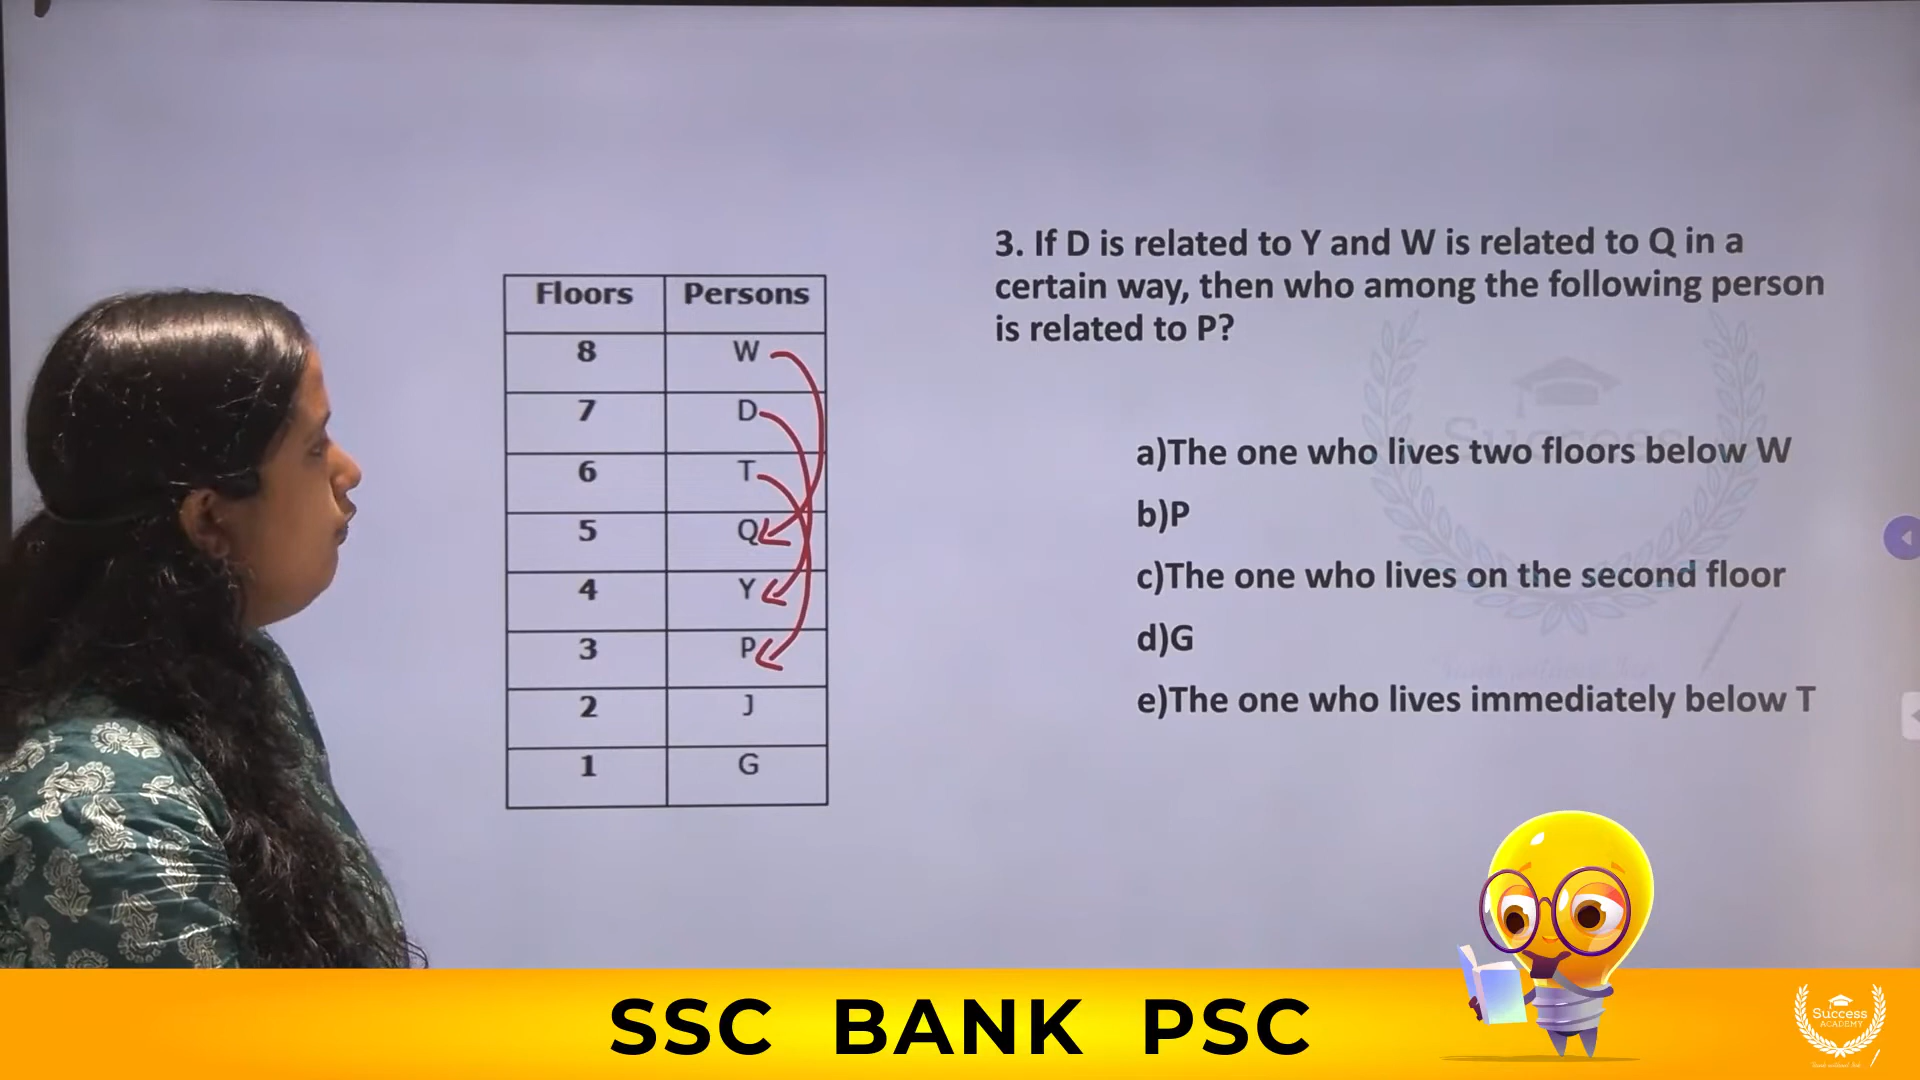 Floors Persons
8 W
7 D
6 T
5 Q
4 Y
3 P
2 J
1 G
3. If D is related to Y and W is related to Q in a
certain way, then who among the following person
is related to P?
a)The one who lives two floors below W
b)P
c)The one who lives on the second floor
d)G
e)The one who lives immediately below T
Success
SSC BANK PSC
Success
ACADEMY